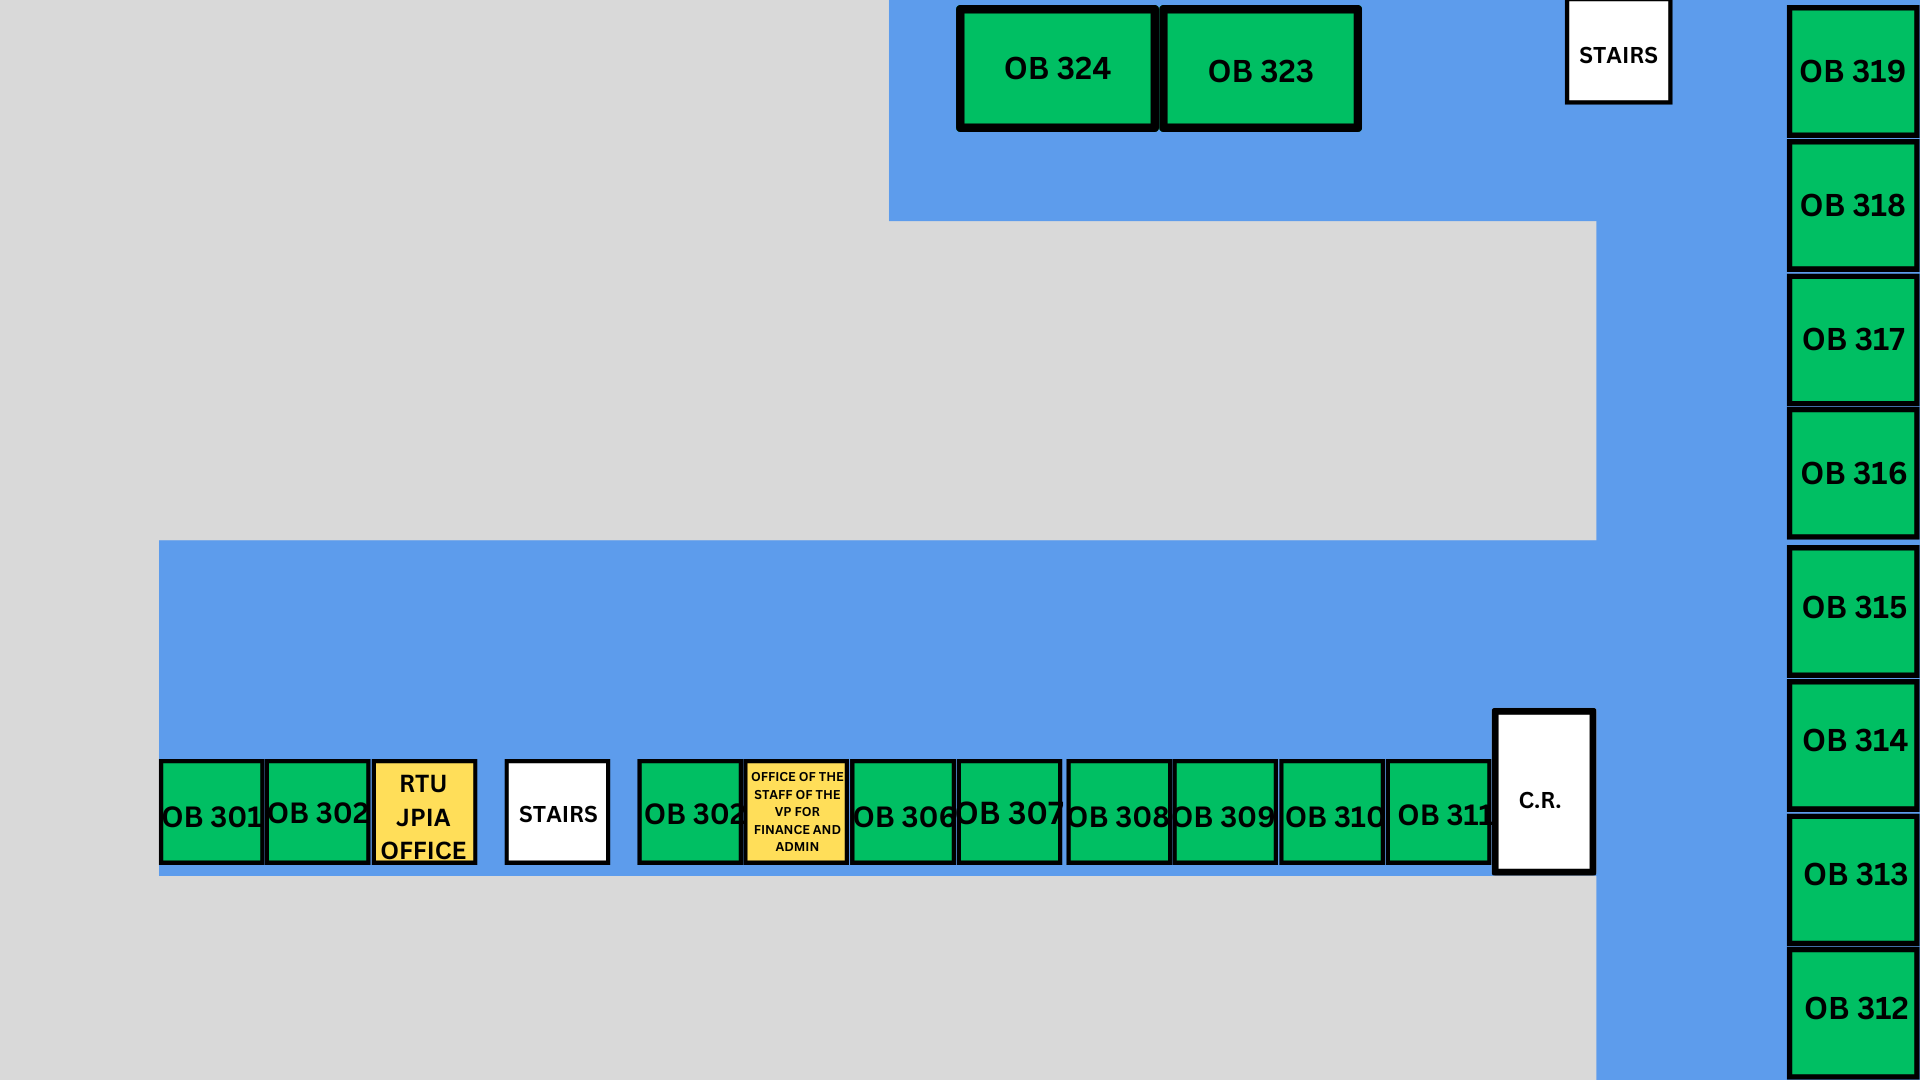 OB 324
OB 323
STAIRS
OB 319
OB 318
OB 317
OB 316
OB 315
OB 314
OB 313
OB 312
OB 301
OB 302
RTU
JPIA
OFFICE
STAIRS
OB 302
OFFICE OF THE
STAFF OF THE
VP FOR
FINANCE AND
ADMIN
OB 306
OB 307
OB 308
OB 309
OB 310
OB 311
C.R.